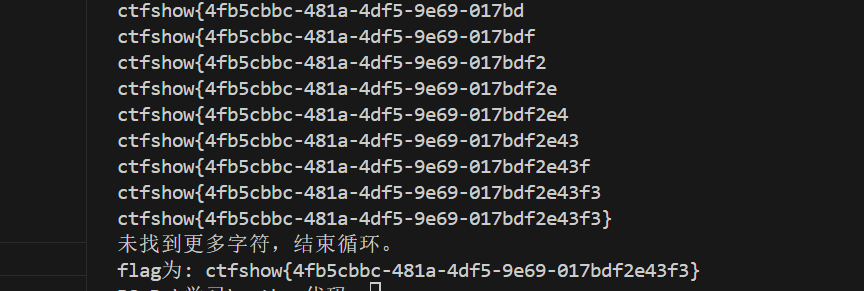 ctfshow{4fb5cbbc-481a-4df5-9e69-017bd
ctfshow{4fb5cbbc-481a-4df5-9e69-017bdf
ctfshow{4fb5cbbc-481a-4df5-9e69-017bdf2
ctfshow{4fb5cbbc-481a-4df5-9e69-017bdf2e
ctfshow{4fb5cbbc-481a-4df5-9e69-017bdf2e4
ctfshow{4fb5cbbc-481a-4df5-9e69-017bdf2e43
ctfshow{4fb5cbbc-481a-4df5-9e69-017bdf2e43f
ctfshow{4fb5cbbc-481a-4df5-9e69-017bdf2e43f3
ctfshow{4fb5cbbc-481a-4df5-9e69-017bdf2e43f3}
未找到更多字符，结束循环。
flag为: ctfshow{4fb5cbbc-481a-4df5-9e69-017bdf2e43f3}